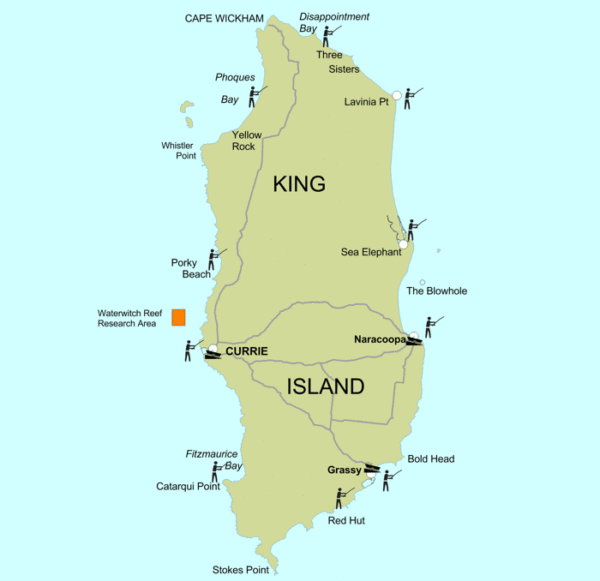 CAPE WICKHAM
Disappointment
Bay
Three
Sisters
Phoques
Bay
Lavinia Pt
Yellow
Rock
Whistler
Point
KING
Sea Elephant
Porky
Beach
The Blowhole
Waterwitch Reef
Research Area
Naracoopa
CURRIE
ISLAND
Fitzmaurice
Bay
Bold Head
Grassy
Catarqui Point
Red Hut
Stokes Point